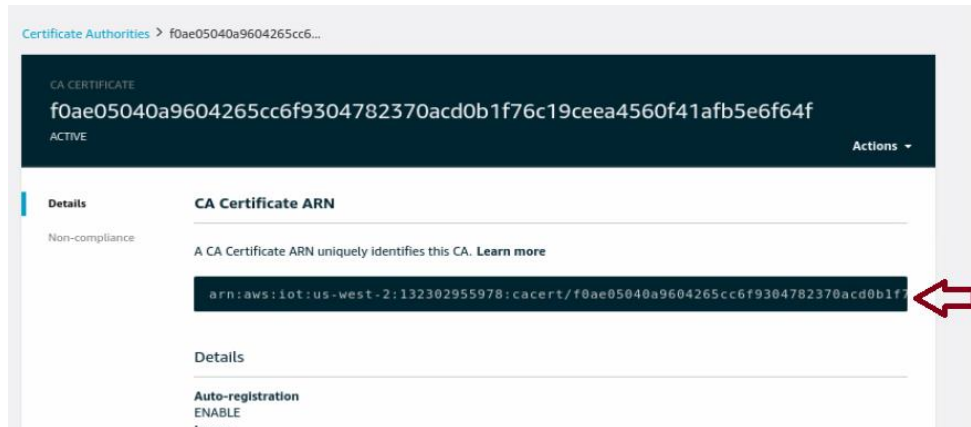 Certificate Authorities > f0ae05040a9604265cc6...
CA CERTIFICATE
f0ae05040a9604265cc6f9304782370acd0b1f76c19ceea4560f41afb5e6f64f
ACTIVE
Actions
Details
CA Certificate ARN
Non-compliance
A CA Certificate ARN uniquely identifies this CA. Learn more
arn:aws:iot:us-west-2:132302955978:cacert/f0ae05040a9604265cc6f9304782370acd0b1f7
Details
Auto-registration
ENABLE